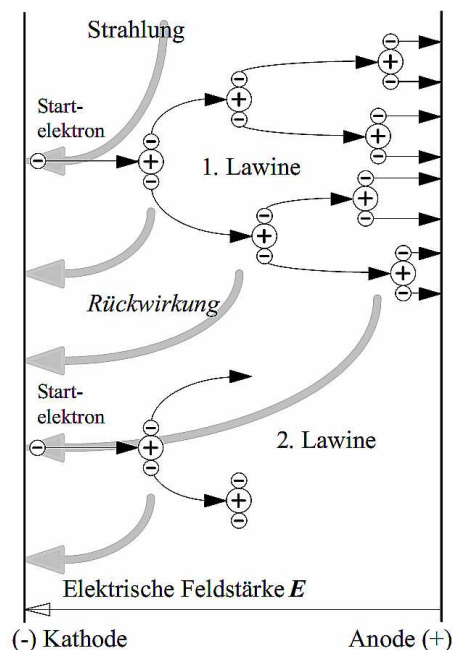 Strahlung
Start-
elektron
1. Lawine
Rückwirkung
Start-
elektron
2. Lawine
Elektrische Feldstärke E
(-) Kathode
Anode (+)